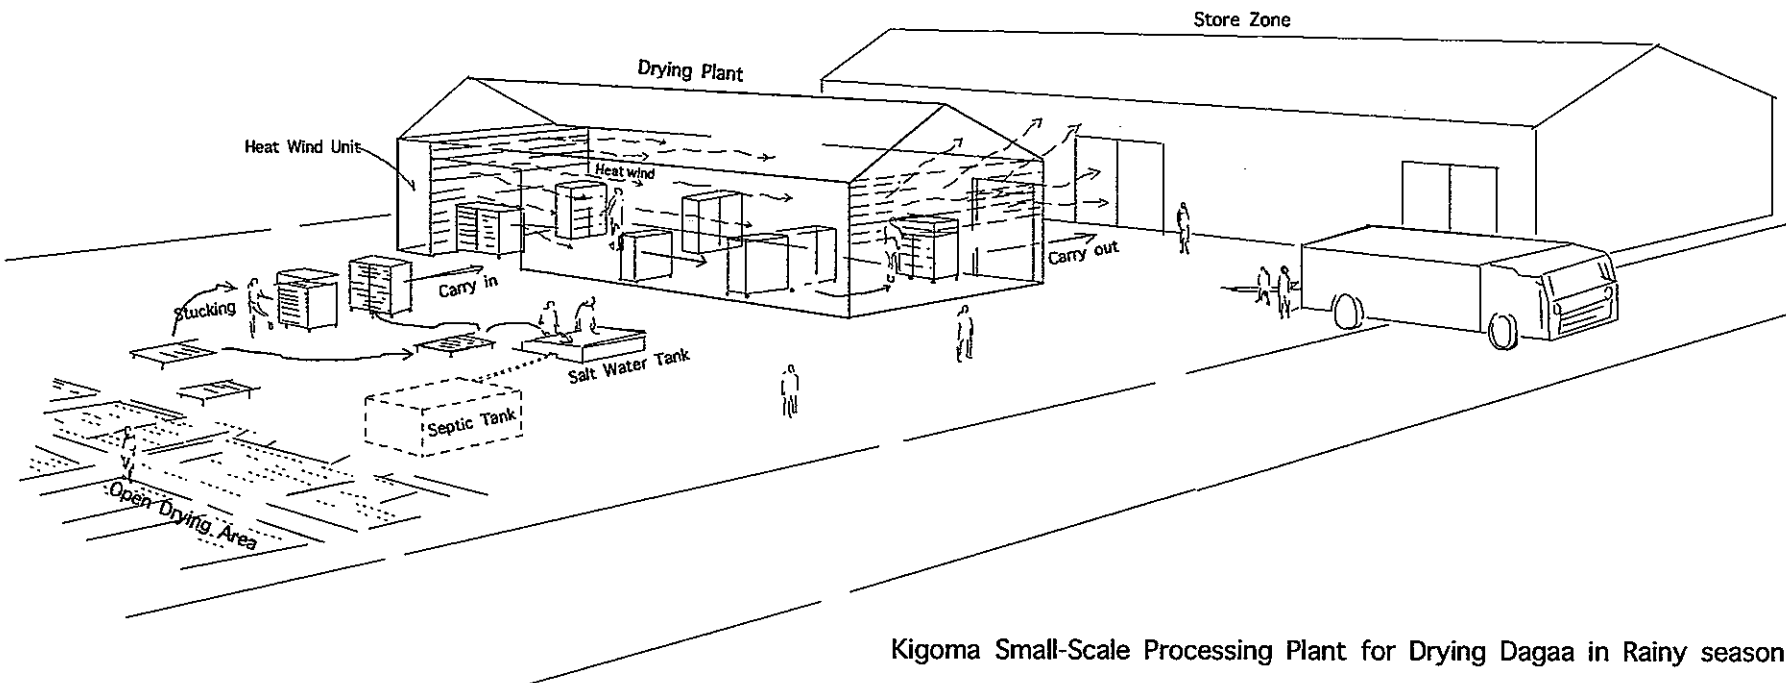 Store Zone
Drying Plant
Heat Wind Unit
Heat wind
Carry out
Carry in
Stucking
Salt Water Tank
Septic Tank
Open Drying Area
Kigoma Small-Scale Processing Plant for Drying Dagaa in Rainy season